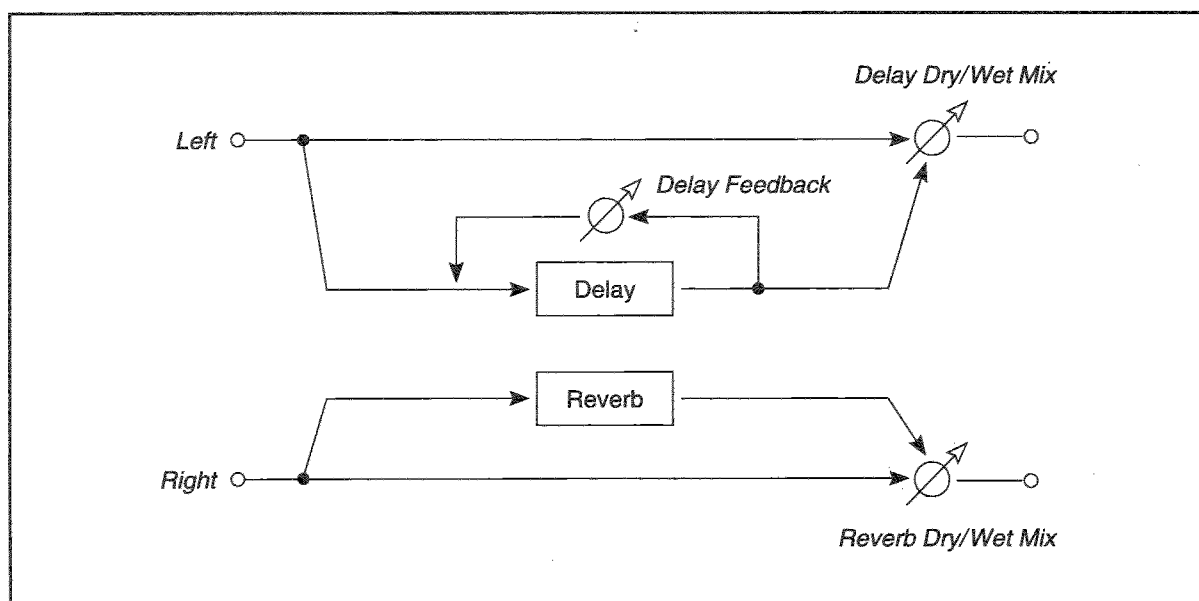 Delay Dry/Wet Mix
Left
Delay Feedback
Delay
Reverb
Right
Reverb Dry/Wet Mix